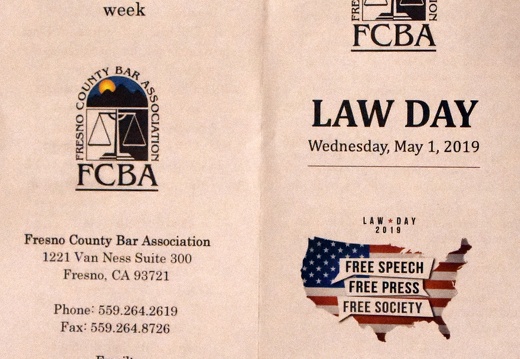 week
FRESNO COUNTY BAR ASSOCIATION
FCBA
Fresno County Bar Association
1221 Van Ness Suite 300
Fresno, CA 93721
Phone: 559.264.2619
Fax: 559.264.8726
FCBA
LAW DAY
Wednesday, May 1, 2019
LAW ★ DAY
2019
FREE SPEECH
FREE PRESS
FREE SOCIETY